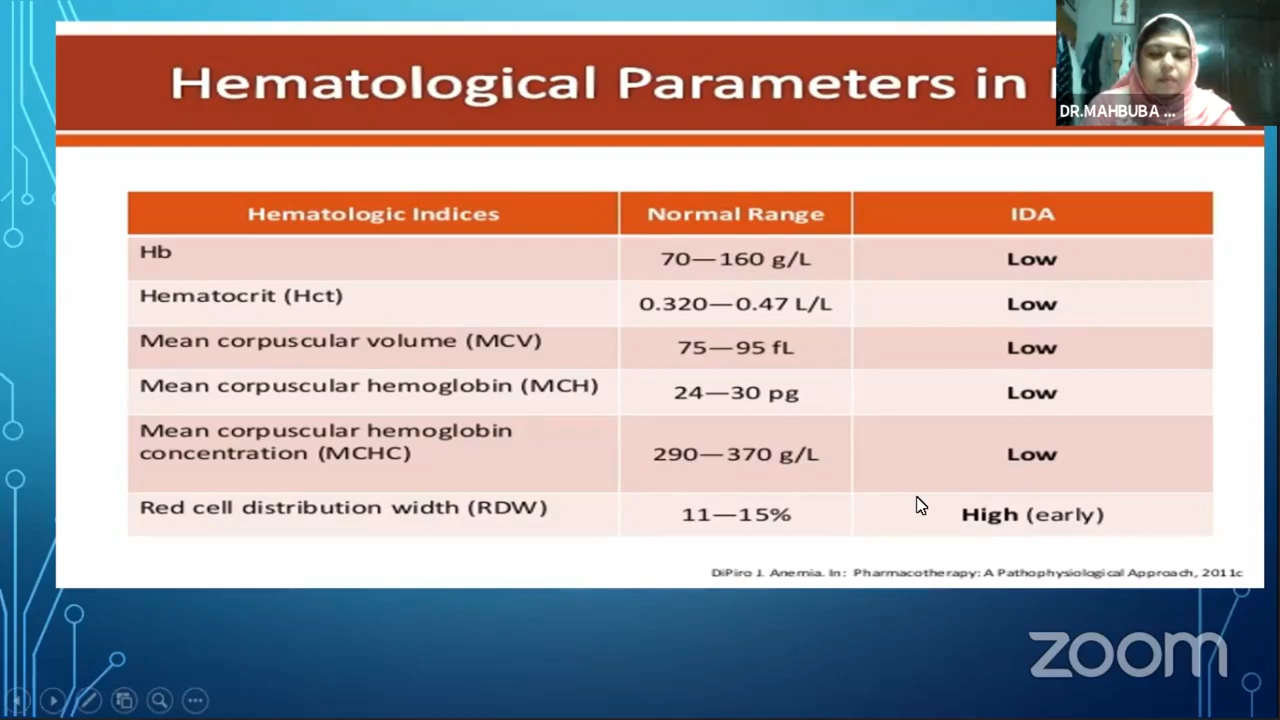 Hematological Parameters in
DR.MAHBUBA ...
Hematologic Indices Normal Range IDA
Hb 70—160 g/L Low
Hematocrit (Hct) 0.320—0.47 L/L Low
Mean corpuscular volume (MCV) 75—95 fL Low
Mean corpuscular hemoglobin (MCH) 24—30 pg Low
Mean corpuscular hemoglobin
concentration (MCHC) 290—370 g/L Low
Red cell distribution width (RDW) 11—15% High (early)
DiPiro J. Anemia. In: Pharmacotherapy: A Pathophysiological Approach, 2011c
zoom